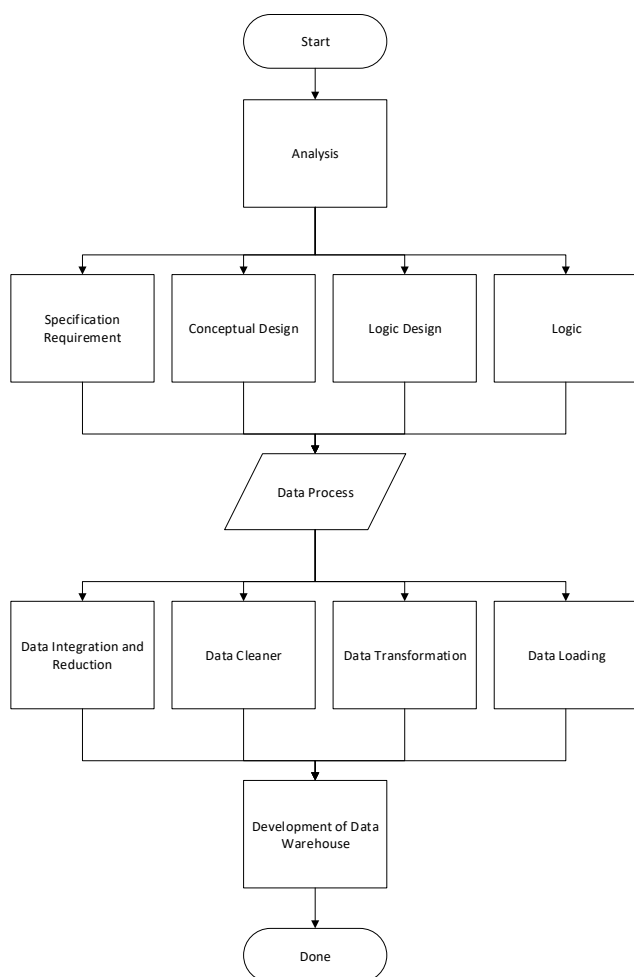 Start
Analysis
Specification
Requirement
Conceptual Design
Logic Design
Logic
Data Process
Data Integration and
Reduction
Data Cleaner
Data Transformation
Data Loading
Development of Data
Warehouse
Done